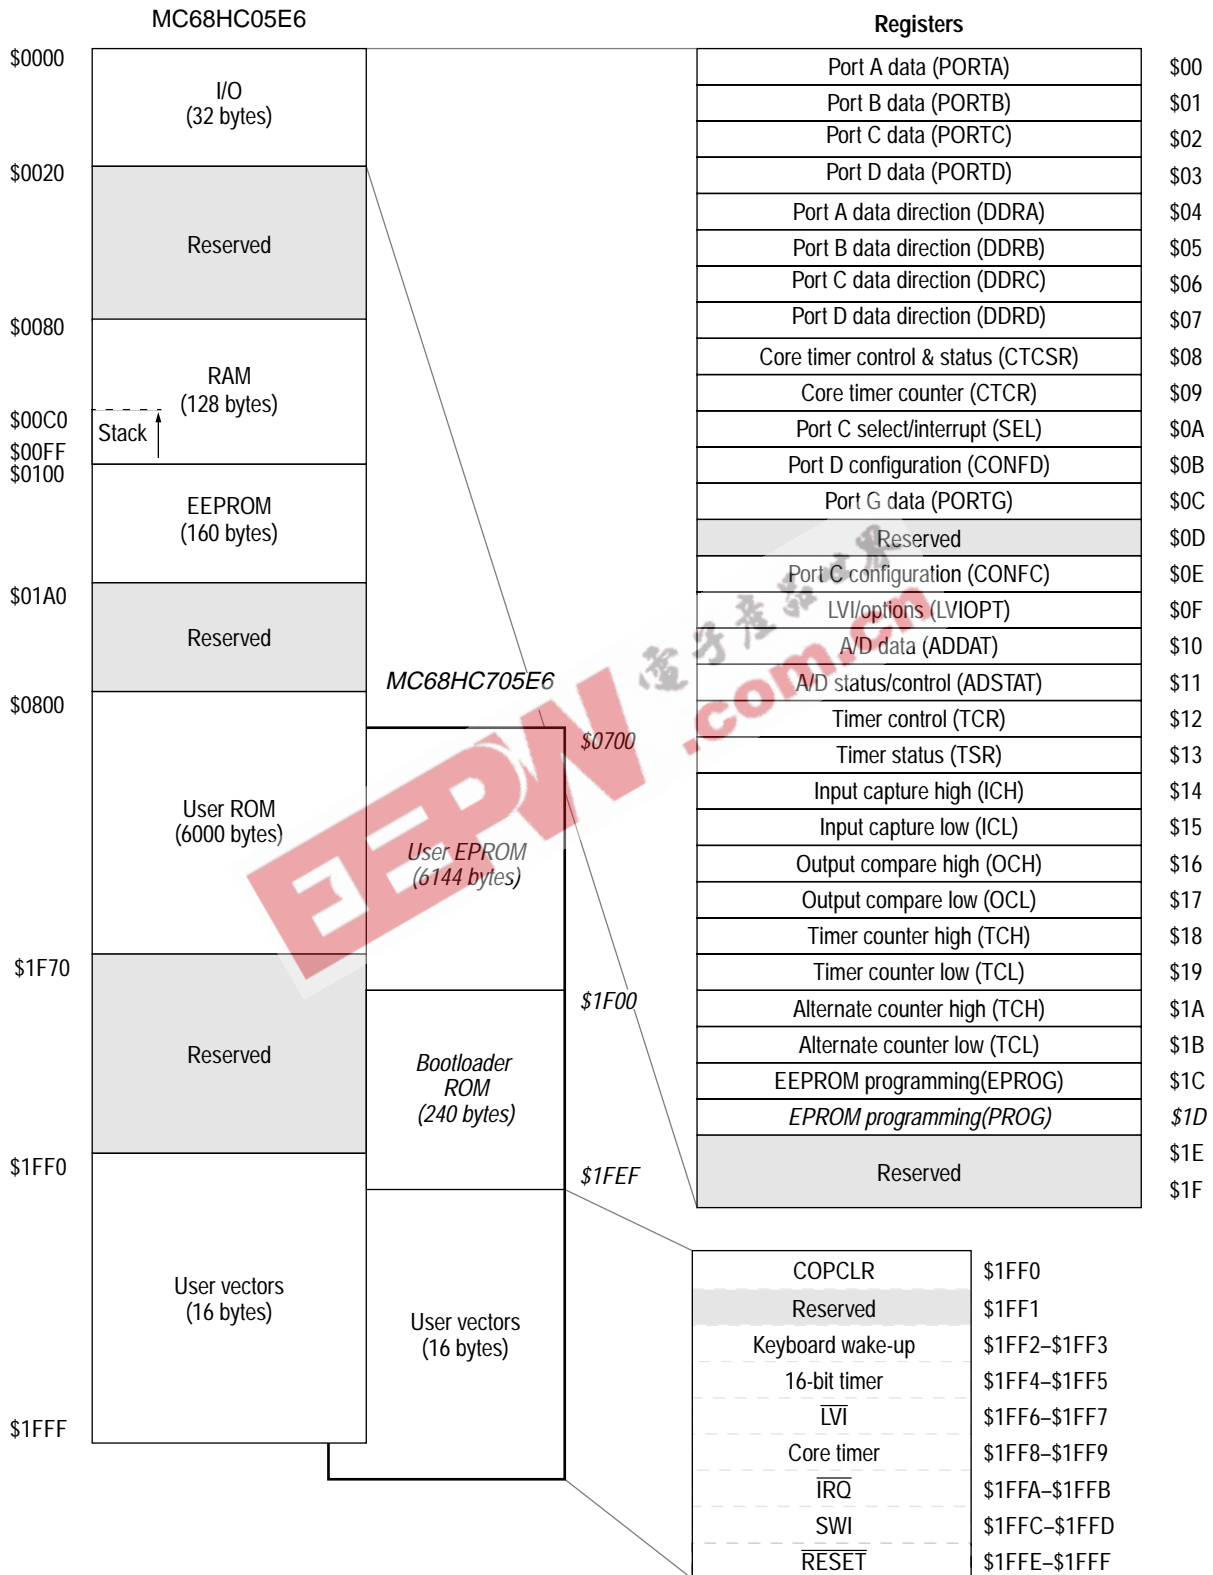 MC68HC05E6
$0000
I/O
(32 bytes)
$0020
Reserved
$0080
RAM
(128 bytes)
$00C0
Stack
$00FF
$0100
EEPROM
(160 bytes)
$01A0
Reserved
$0800
User ROM
(6000 bytes)
$1F70
Reserved
$1FF0
User vectors
(16 bytes)
$1FFF
MC68HC705E6
$0700
User EPROM
(6144 bytes)
$1F00
Bootloader
ROM
(240 bytes)
$1FEF
User vectors
(16 bytes)
Registers
Port A data (PORTA) $00
Port B data (PORTB) $01
Port C data (PORTC) $02
Port D data (PORTD) $03
Port A data direction (DDRA) $04
Port B data direction (DDRB) $05
Port C data direction (DDRC) $06
Port D data direction (DDRD) $07
Core timer control & status (CTCSR) $08
Core timer counter (CTCR) $09
Port C select/interrupt (SEL) $0A
Port D configuration (CONFD) $0B
Port G data (PORTG) $0C
Reserved $0D
Port C configuration (CONFC) $0E
LVI/options (LVIOPT) $0F
A/D data (ADDAT) $10
A/D status/control (ADSTAT) $11
Timer control (TCR) $12
Timer status (TSR) $13
Input capture high (ICH) $14
Input capture low (ICL) $15
Output compare high (OCH) $16
Output compare low (OCL) $17
Timer counter high (TCH) $18
Timer counter low (TCL) $19
Alternate counter high (TCH) $1A
Alternate counter low (TCL) $1B
EEPROM programming(EPROG) $1C
EPROM programming(PROG) $1D
Reserved $1E
$1F
COPCLR $1FF0
Reserved $1FF1
Keyboard wake-up $1FF2–$1FF3
16-bit timer $1FF4–$1FF5
LVI $1FF6–$1FF7
Core timer $1FF8–$1FF9
IRQ $1FFA–$1FFB
SWI $1FFC–$1FFD
RESET $1FFE–$1FFF
EEPW
.com.cn
電子產品世界